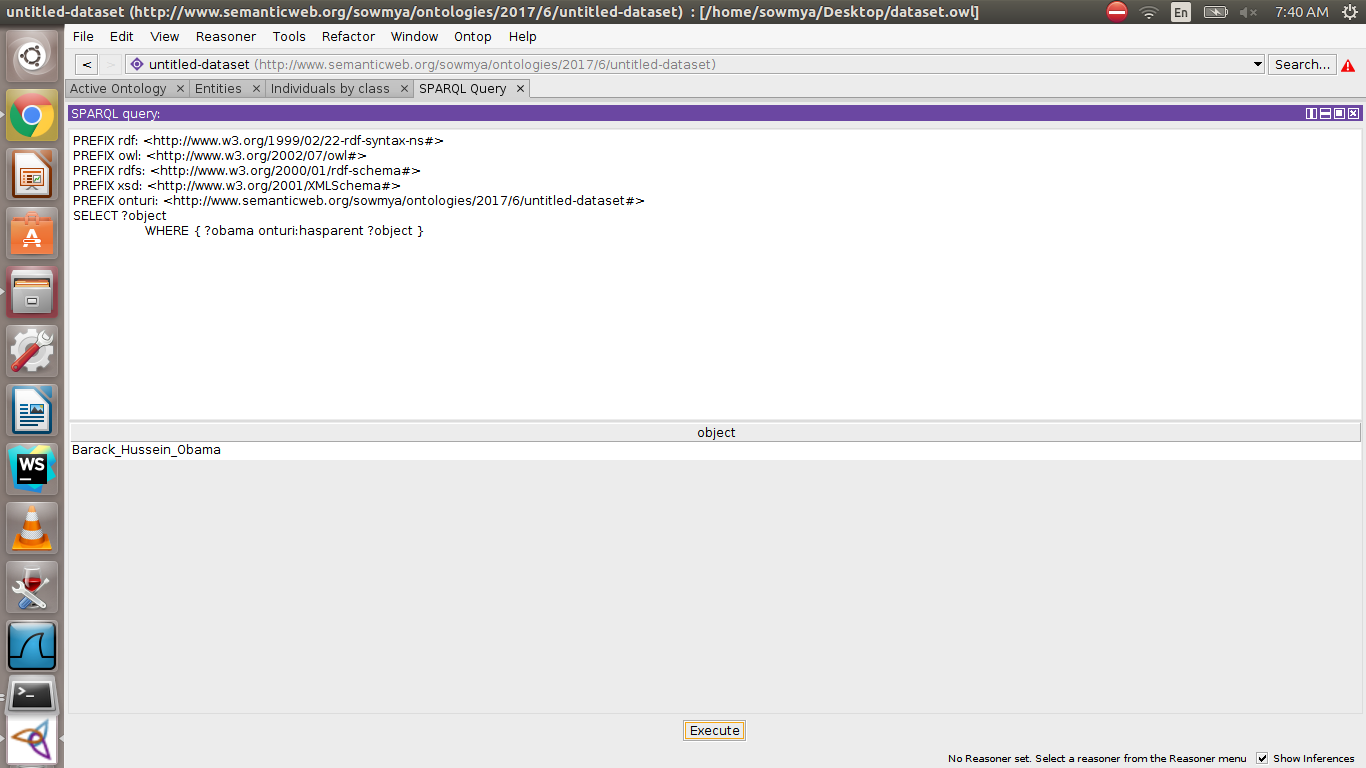 untitled-dataset (http://www.semanticweb.org/sowmya/ontologies/2017/6/untitled-dataset) : [/home/sowmya/Desktop/dataset.owl]
En
7:40 AM
File Edit View Reasoner Tools Refactor Window Ontop Help
< > untitled-dataset (http://www.semanticweb.org/sowmya/ontologies/2017/6/untitled-dataset) Search...
Active Ontology × Entities × Individuals by class × SPARQL Query ×
SPARQL query:
PREFIX rdf: <http://www.w3.org/1999/02/22-rdf-syntax-ns#>
PREFIX owl: <http://www.w3.org/2002/07/owl#>
PREFIX rdfs: <http://www.w3.org/2000/01/rdf-schema#>
PREFIX xsd: <http://www.w3.org/2001/XMLSchema#>
PREFIX onturi: <http://www.semanticweb.org/sowmya/ontologies/2017/6/untitled-dataset#>
SELECT ?object
WHERE { ?obama onturi:hasparent ?object }
object
Barack_Hussein_Obama
WS
>_
Execute
No Reasoner set. Select a reasoner from the Reasoner menu Show Inferences